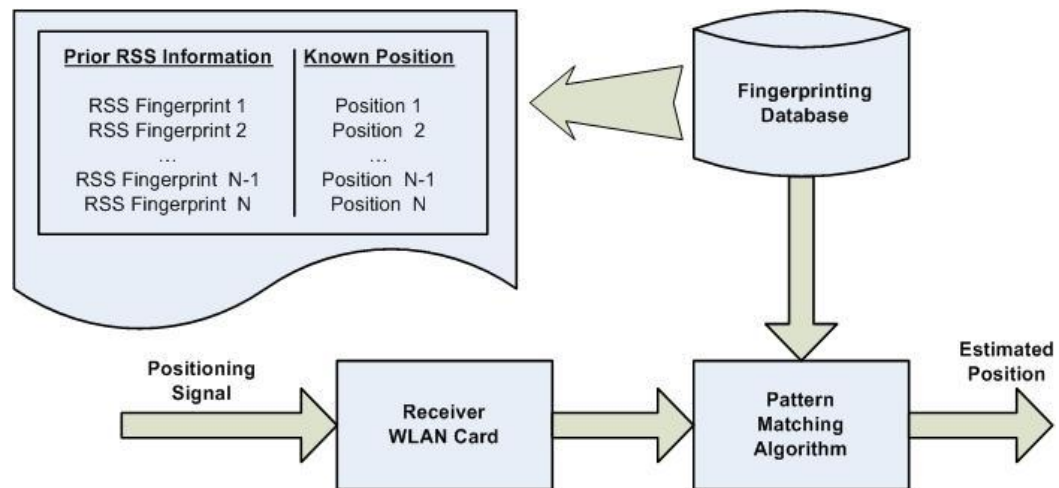 Prior RSS Information
Known Position
RSS Fingerprint 1
Position 1
RSS Fingerprint 2
Position 2
...
...
RSS Fingerprint N-1
Position N-1
RSS Fingerprint N
Position N
Fingerprinting
Database
Positioning
Signal
Receiver
WLAN Card
Pattern
Matching
Algorithm
Estimated
Position